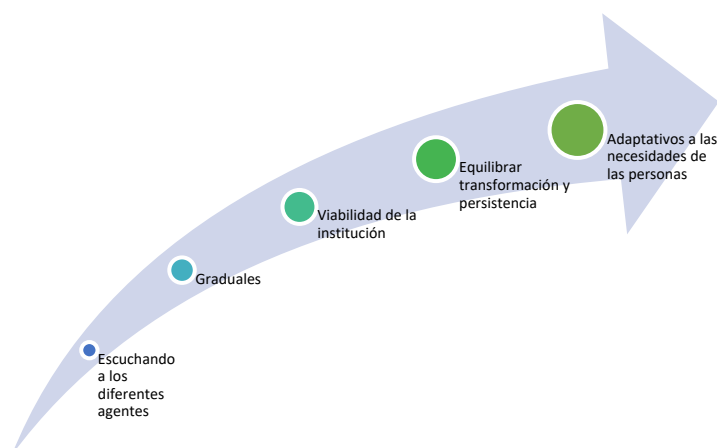 Escuchando
a los
diferentes
agentes
Graduales
Viabilidad de la
institución
Equilibrar
transformación y
persistencia
Adaptativos a las
necesidades de
las personas